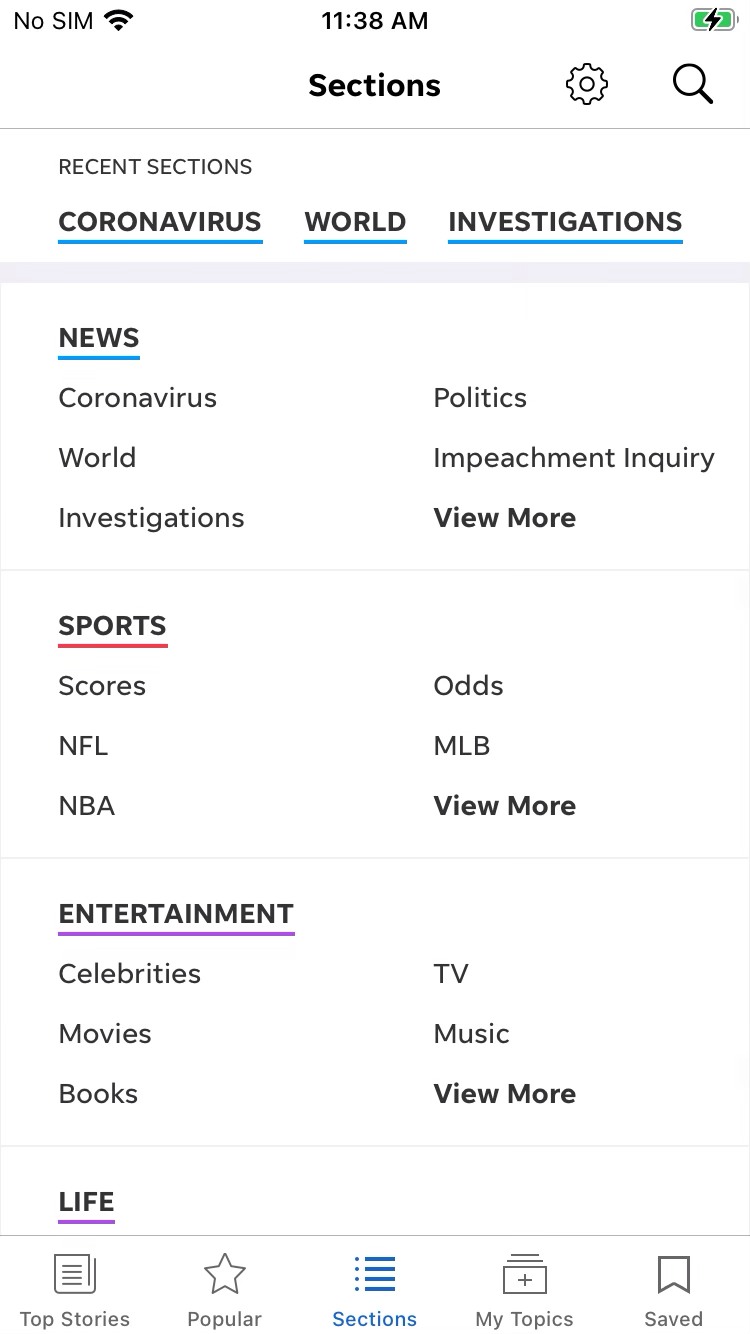 No SIM 11:38 AM
Sections
RECENT SECTIONS
CORONAVIRUS WORLD INVESTIGATIONS
NEWS
Coronavirus Politics
World Impeachment Inquiry
Investigations View More
SPORTS
Scores Odds
NFL MLB
NBA View More
ENTERTAINMENT
Celebrities TV
Movies Music
Books View More
LIFE
Top Stories Popular Sections My Topics Saved